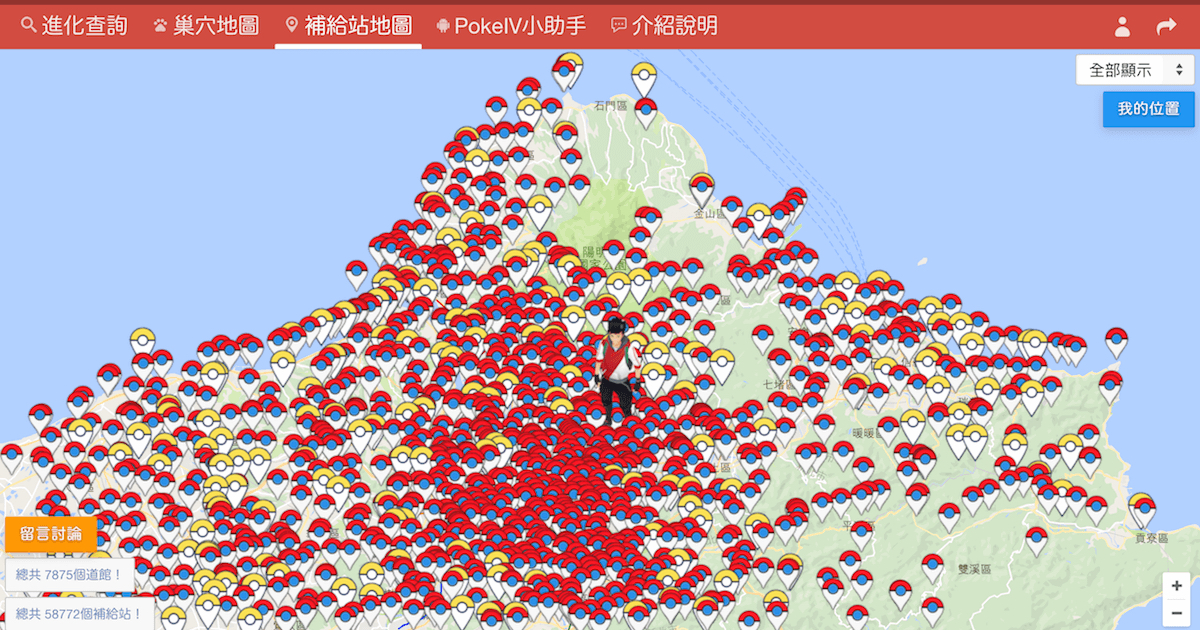 進化查詢 巢穴地圖 補給站地圖 PokeIV小助手 介紹說明
全部顯示
我的位置
石門區
金山區
陽明
國家公園
七堵區
暖暖區
貢寮區
雙溪區
留言討論
總共 7875個道館！
總共 58772個補給站！
+
−